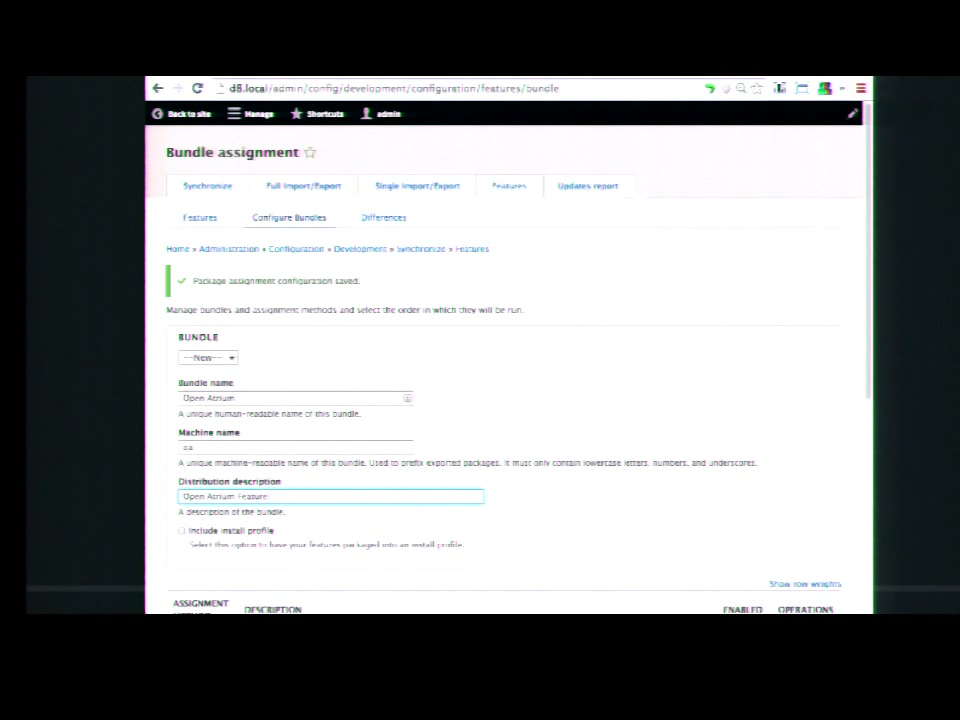 d8.local/admin/config/development/configuration/features/bundle
Back to site Manage Shortcuts admin
Bundle assignment
Synchronize Full Import/Export Single Import/Export Features Updates report
Features Configure Bundles Differences
Home » Administration » Configuration » Development » Synchronize » Features
Package assignment configuration saved.
Manage bundles and assignment methods and select the order in which they will be run.
BUNDLE
--New--
Bundle name
Open Atrium
A unique human-readable name of this bundle.
Machine name
oa
A unique machine-readable name of this bundle. Used to prefix exported packages. It must only contain lowercase letters, numbers, and underscores.
Distribution description
Open Atrium Feature
A description of the bundle.
Include install profile
Select this option to have your features packaged into an install profile.
Show row weights
ASSIGNMENT DESCRIPTION ENABLED OPERATIONS